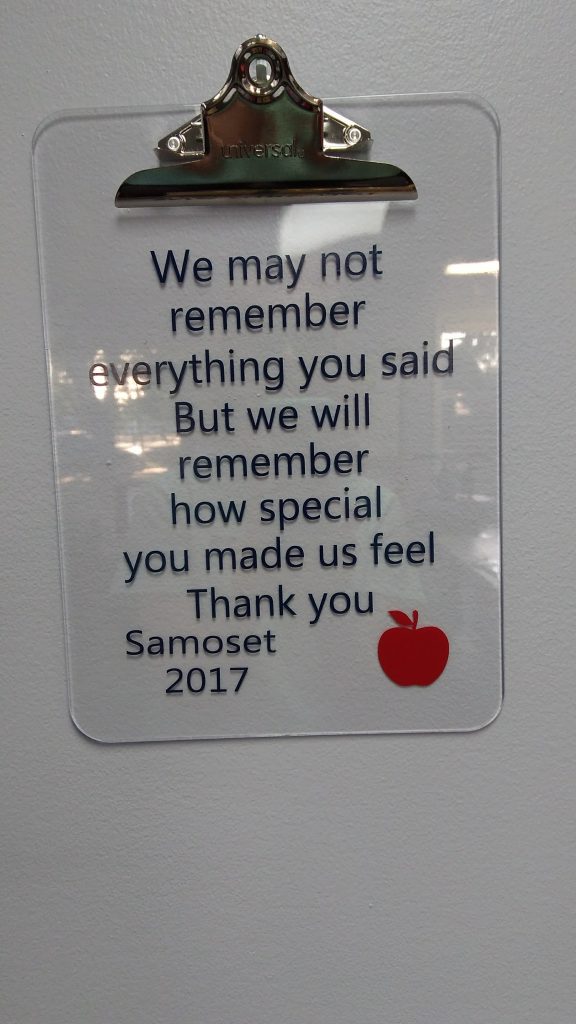 universal
We may not
remember
everything you said
But we will
remember
how special
you made us feel
Thank you
Samoset
2017